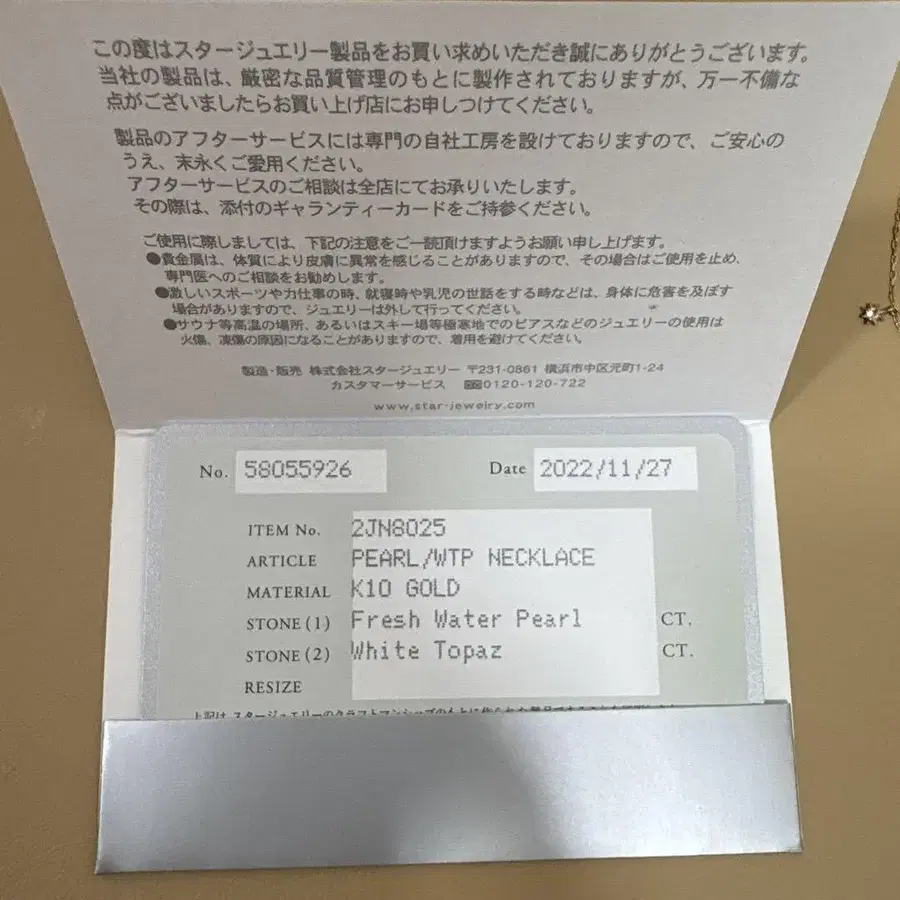 この度はスタージュエリー製品をお買い求めいただき誠にありがとうございます。
当社の製品は、厳密な品質管理のもとに製作されておりますが、万一不備な
点がございましたらお買い上げ店にお申しつけてください。
製品のアフターサービスには専門の自社工房を設けておりますので、ご安心の
うえ、末永くご愛用ください。
アフターサービスのご相談は全店にてお承りいたします。
その際は、添付のギャランティーカードをご持参ください。
ご使用に際しましては、下記の注意をご一読頂けますようお願い申し上げます。
●貴金属は、体質により皮膚に異常を感じることがありますので、その場合はご使用を止め、
専門医へのご相談をお勧めします。
●激しいスポーツや力仕事の時、就寝時や乳児の世話をする時などは、身体に危害を及ぼす
場合がありますので、ジュエリーは外して行ってください。
●サウナ等高温の場所、あるいはスキー場等極寒地でのピアスなどのジュエリーの使用は
火傷、凍傷の原因になることがありますので、着用を避けてください。
製造・販売 株式会社スタージュエリー 〒231-0861 横浜市中区元町1-24
カスタマーサービス 0120-120-722
www.star-jewelry.com
No. 58055926 Date 2022/11/27
ITEM No. 2JN8025
ARTICLE PEARL/WTP NECKLACE
MATERIAL K10 GOLD
STONE (1) Fresh Water Pearl CT.
STONE (2) White Topaz CT.
RESIZE